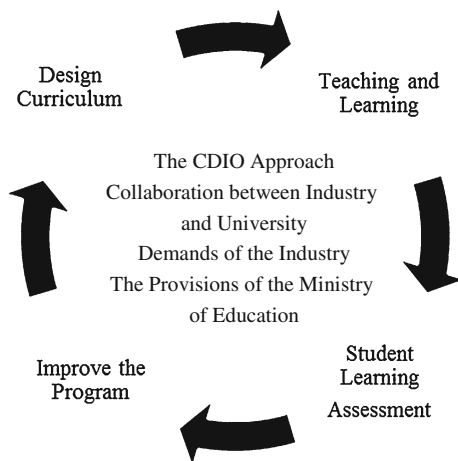 Design
Curriculum
Teaching and
Learning
The CDIO Approach
Collaboration between Industry
and University
Demands of the Industry
The Provisions of the Ministry
of Education
Improve the
Program
Student
Learning
Assessment